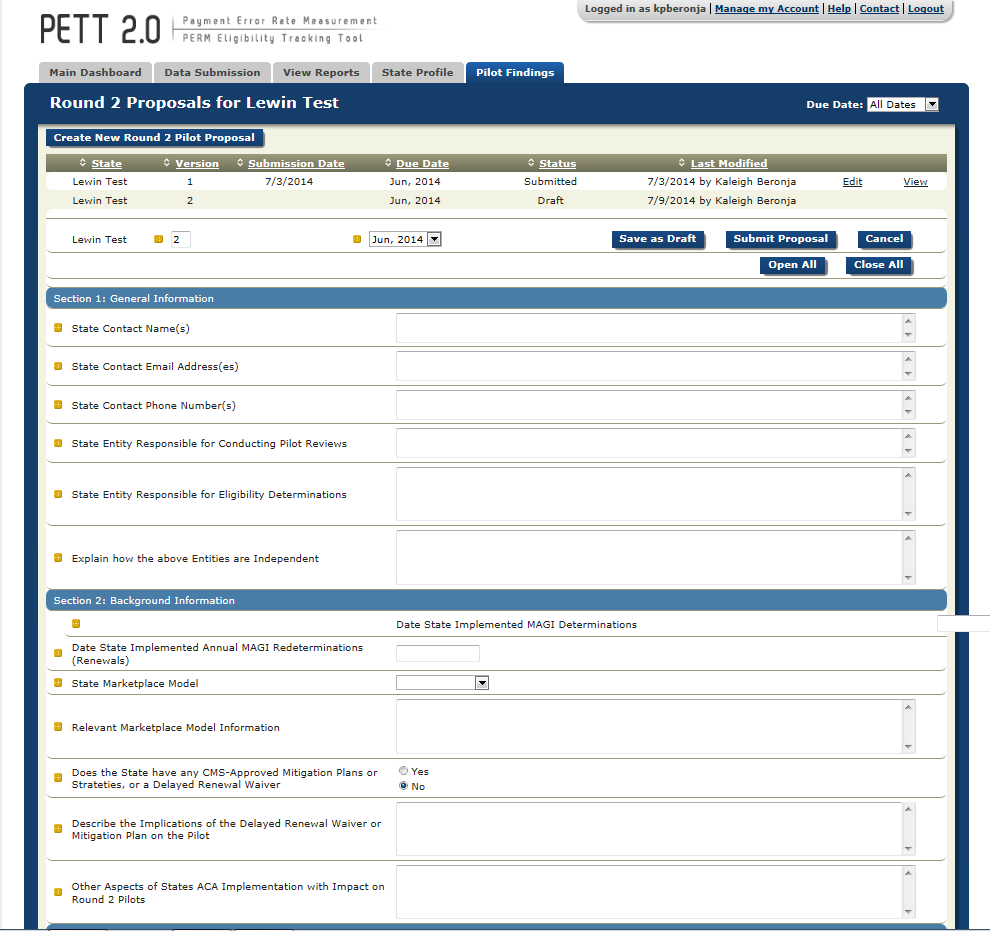 Logged in as kpberonja | Manage my Account | Help | Contact | Logout
PETT 2.0
Payment Error Rate Measurement
PERM Eligibility Tracking Tool
Main Dashboard Data Submission View Reports State Profile Pilot Findings
Round 2 Proposals for Lewin Test
Due Date: All Dates
Create New Round 2 Pilot Proposal
State Version Submission Date Due Date Status Last Modified
Lewin Test 1 7/3/2014 Jun, 2014 Submitted 7/3/2014 by Kaleigh Beronja Edit View
Lewin Test 2 Jun, 2014 Draft 7/9/2014 by Kaleigh Beronja
Lewin Test 2 Jun, 2014 Save as Draft Submit Proposal Cancel
Open All Close All
Section 1: General Information
State Contact Name(s)
State Contact Email Address(es)
State Contact Phone Number(s)
State Entity Responsible for Conducting Pilot Reviews
State Entity Responsible for Eligibility Determinations
Explain how the above Entities are Independent
Section 2: Background Information
Date State Implemented MAGI Determinations
Date State Implemented Annual MAGI Redeterminations
(Renewals)
State Marketplace Model
Relevant Marketplace Model Information
Does the State have any CMS-Approved Mitigation Plans or
Strateties, or a Delayed Renewal Waiver
Yes
No
Describe the Implications of the Delayed Renewal Waiver or
Mitigation Plan on the Pilot
Other Aspects of States ACA Implementation with Impact on
Round 2 Pilots